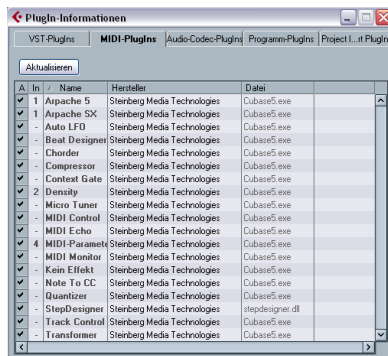 PlugIn-Informationen
VST-PlugIns MIDI-PlugIns Audio-Codec-PlugIns Programm-PlugIns Project I...rt PlugIn
Aktualisieren
A In Name Hersteller Datei
1 Arpache 5 Steinberg Media Technologies Cubase5.exe
1 Arpache SX Steinberg Media Technologies Cubase5.exe
- Auto LFO Steinberg Media Technologies Cubase5.exe
- Beat Designer Steinberg Media Technologies Cubase5.exe
- Chorder Steinberg Media Technologies Cubase5.exe
- Compressor Steinberg Media Technologies Cubase5.exe
- Context Gate Steinberg Media Technologies Cubase5.exe
2 Density Steinberg Media Technologies Cubase5.exe
- Micro Tuner Steinberg Media Technologies Cubase5.exe
- MIDI Control Steinberg Media Technologies Cubase5.exe
- MIDI Echo Steinberg Media Technologies Cubase5.exe
4 MIDI-Paramete Steinberg Media Technologies Cubase5.exe
- MIDI Monitor Steinberg Media Technologies Cubase5.exe
- Kein Effekt Steinberg Media Technologies Cubase5.exe
- Note To CC Steinberg Media Technologies Cubase5.exe
- Quantizer Steinberg Media Technologies Cubase5.exe
- StepDesigner Steinberg Media Technologies stepdesigner.dll
- Track Control Steinberg Media Technologies Cubase5.exe
- Transformer Steinberg Media Technologies Cubase5.exe